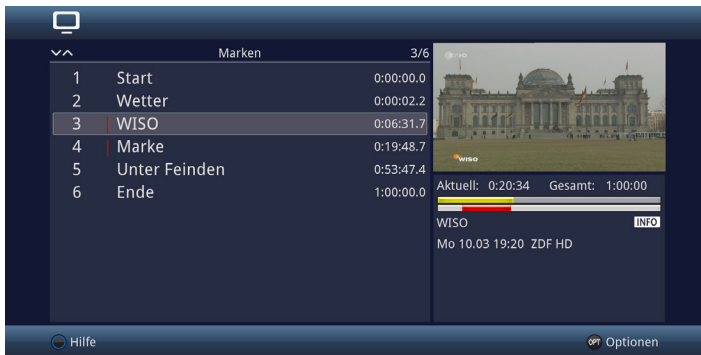 Marken 3/6
1 Start 0:00:00.0
2 Wetter 0:00:02.2
3 WISO 0:06:31.7
4 Marke 0:19:48.7
5 Unter Feinden 0:53:47.4
6 Ende 1:00:00.0
wiso
Aktuell: 0:20:34 Gesamt: 1:00:00
WISO INFO
Mo 10.03 19:20 ZDF HD
Hilfe
OPT Optionen